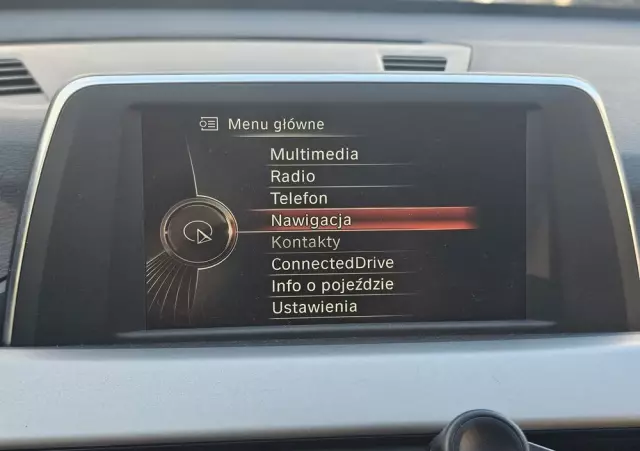 Menu główne
Multimedia
Radio
Telefon
Nawigacja
Kontakty
ConnectedDrive
Info o pojeździe
Ustawienia